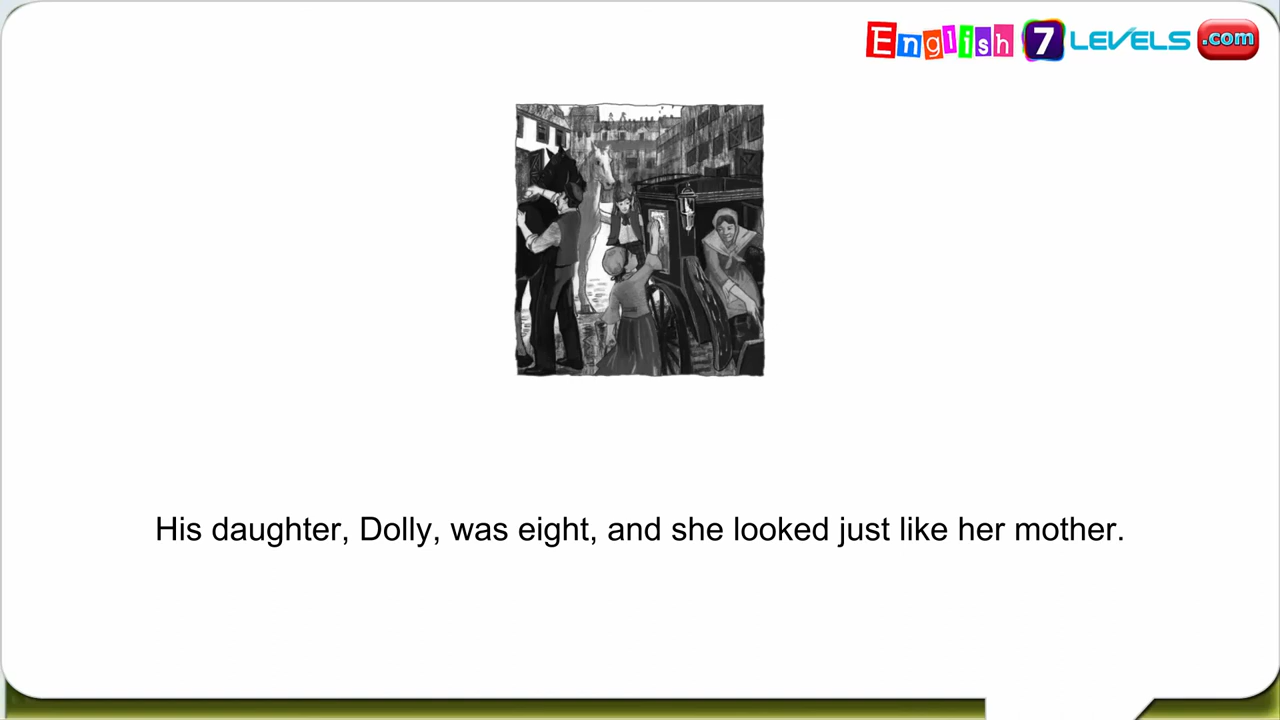 English 7 LEVELS .com
His daughter, Dolly, was eight, and she looked just like her mother.